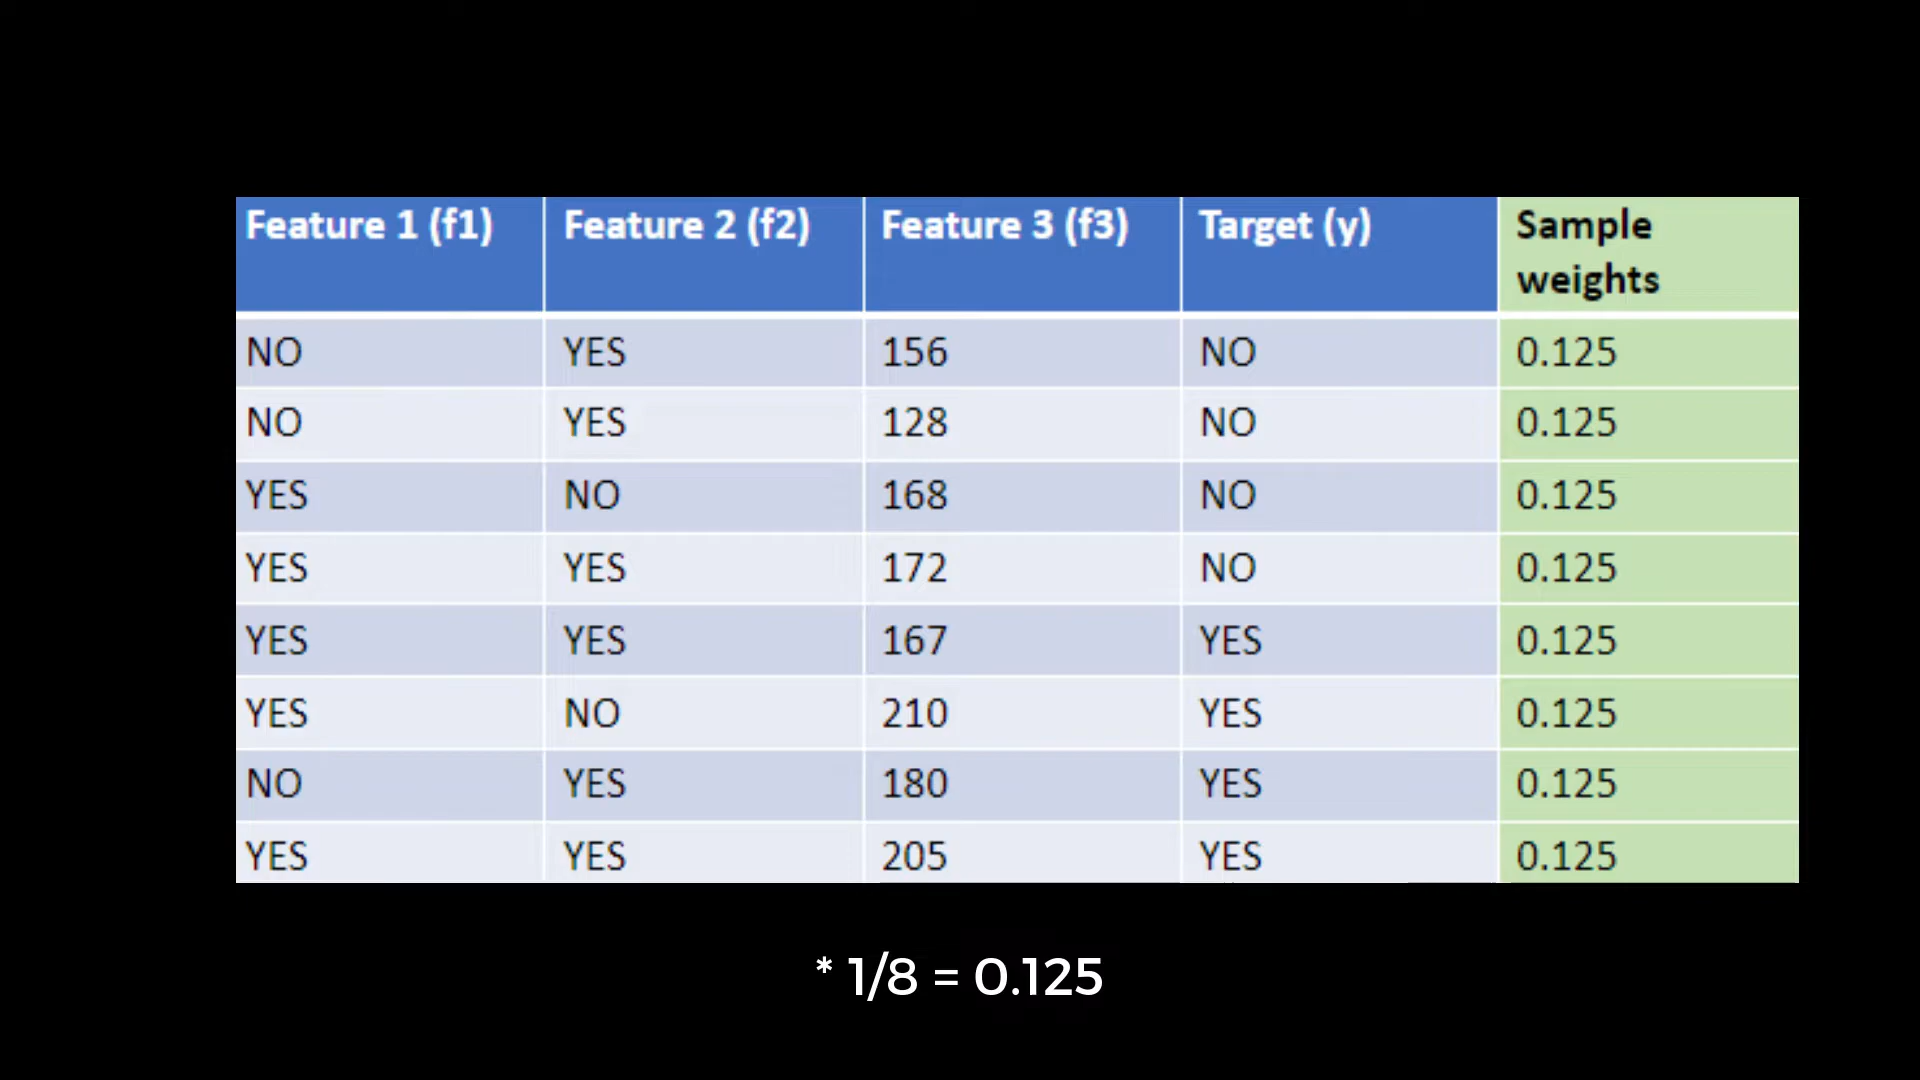 Feature 1 (f1) Feature 2 (f2) Feature 3 (f3) Target (y) Sample weights
NO YES 156 NO 0.125
NO YES 128 NO 0.125
YES NO 168 NO 0.125
YES YES 172 NO 0.125
YES YES 167 YES 0.125
YES NO 210 YES 0.125
NO YES 180 YES 0.125
YES YES 205 YES 0.125
* 1/8 = 0.125